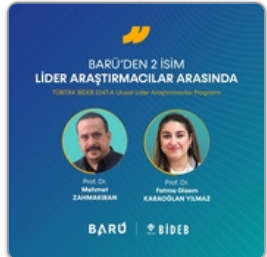 BARÜ'DEN 2 İSİM
LİDER ARAŞTIRMACILAR ARASINDA
TÜBİTAK BİDEB 2247-A Ulusal Lider Araştırmacılar Programı
Prof. Dr.
Mehmet
ZAHMAKIRAN
Prof. Dr.
Fatma Gizem
KARAOĞLAN YILMAZ
BARÜ
BİDEB